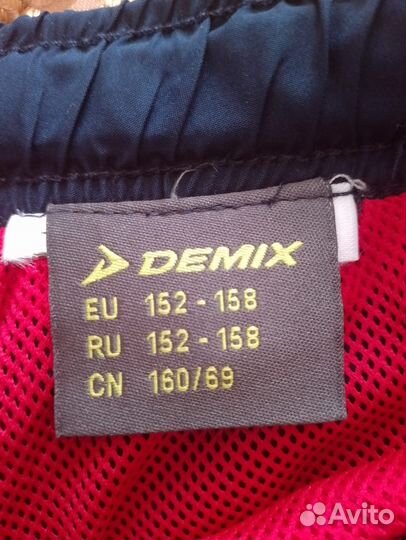 DEMIX
EU 152 - 158
RU 152 - 158
CN 160/69
Avito